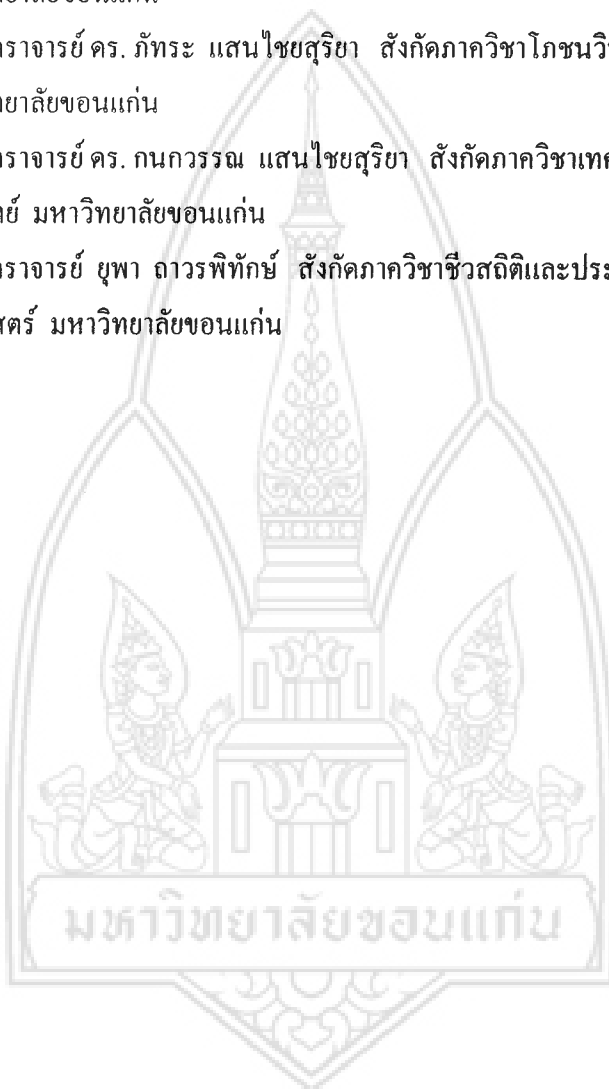 ราจารย์ ดร. ภัทระ แสนไชยสุริยา สังกัดภาควิชาโภชนวิท
ทยาลัยขอนแก่น
ราจารย์ ดร. กนกวรรณ แสนไชยสุริยา สังกัดภาควิชาเทค
ทย์ มหาวิทยาลัยขอนแก่น
ราจารย์ ยุพา ถาวรพิทักษ์ สังกัดภาควิชาชีวสถิติและประ
สตร์ มหาวิทยาลัยขอนแก่น
มหาวิทยาลัยขอนแก่น